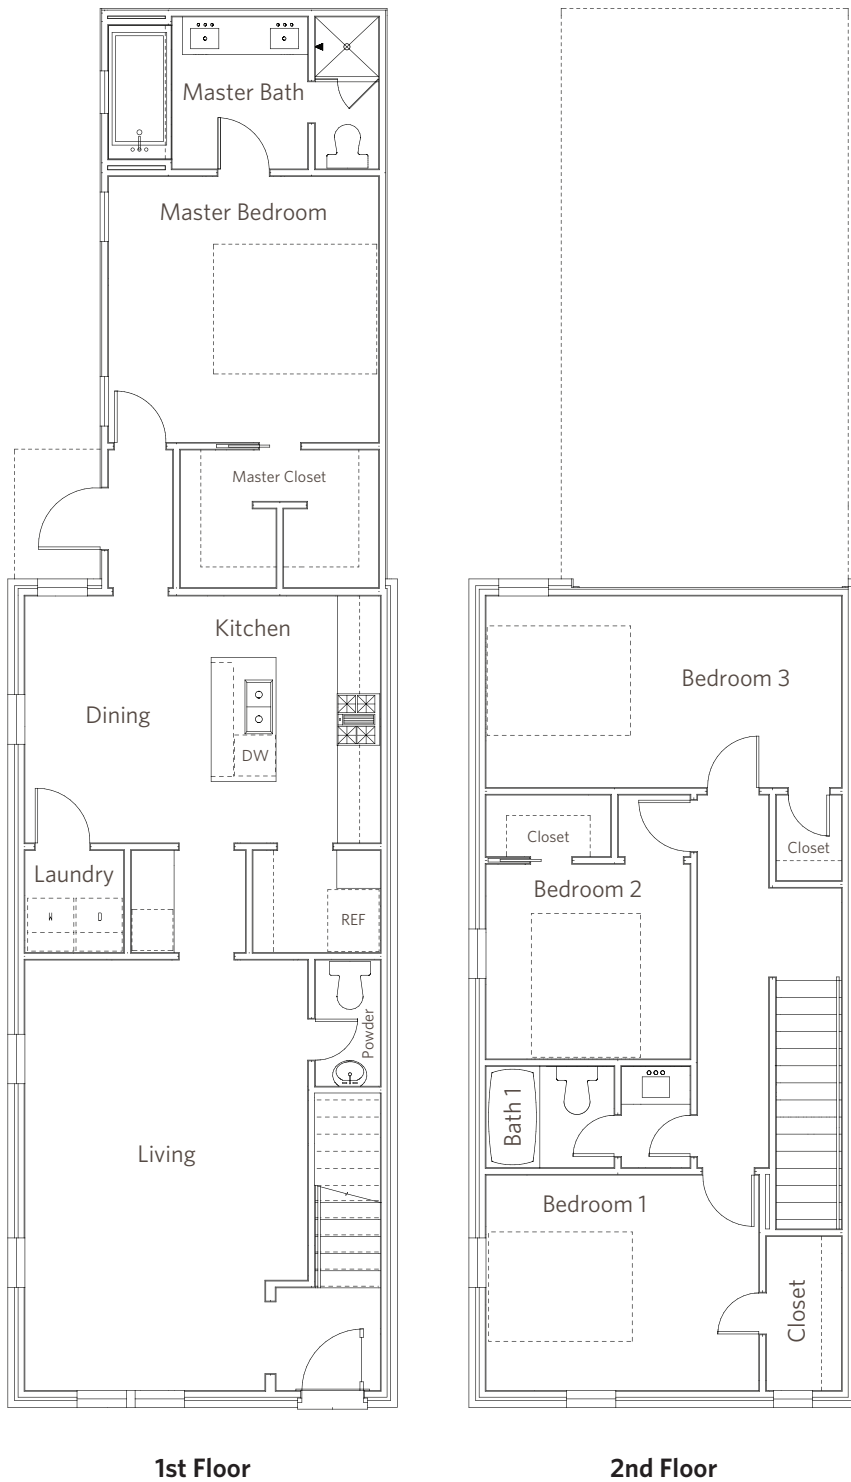 Master Bath
Master Bedroom
Master Closet
Kitchen
Dining
DW
Laundry
W D
REF
Powder
Living
1st Floor
Bedroom 3
Closet
Closet
Bedroom 2
Bath 1
Bedroom 1
Closet
2nd Floor